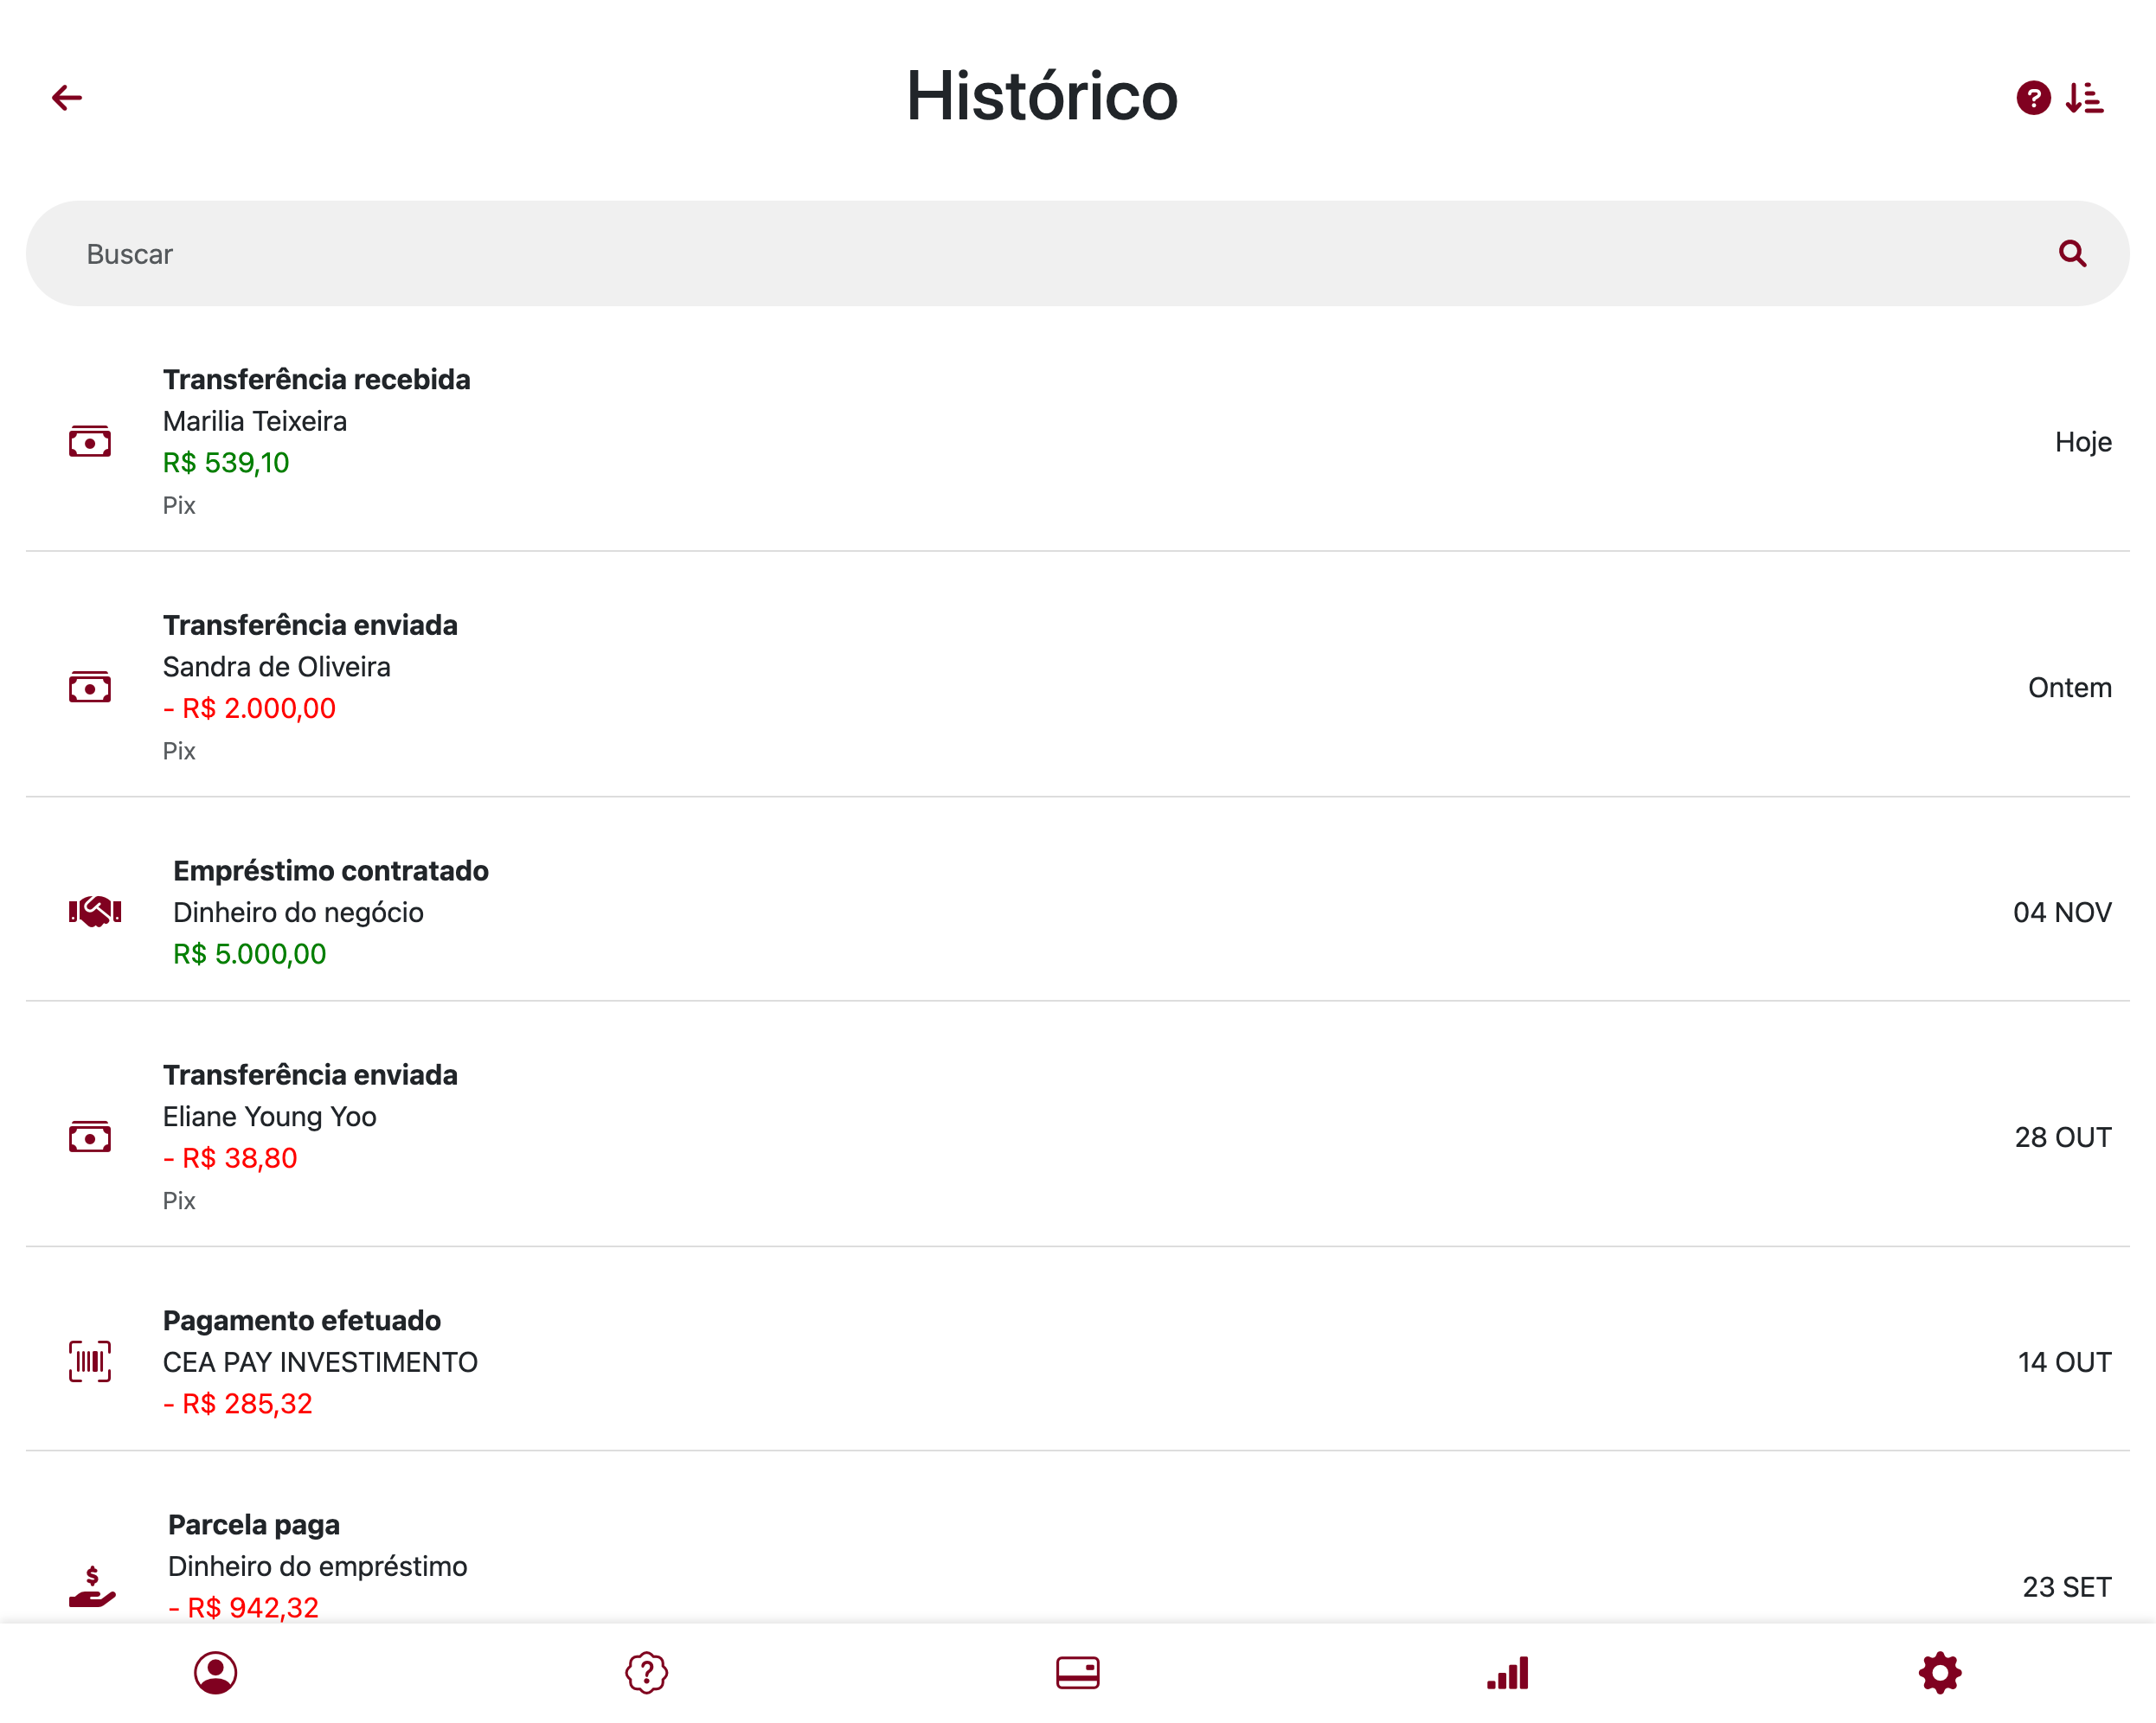 Histórico
Buscar
Transferência recebida
Marilia Teixeira
R$ 539,10
Pix
Hoje
Transferência enviada
Sandra de Oliveira
- R$ 2.000,00
Pix
Ontem
Empréstimo contratado
Dinheiro do negócio
R$ 5.000,00
04 NOV
Transferência enviada
Eliane Young Yoo
- R$ 38,80
Pix
28 OUT
Pagamento efetuado
CEA PAY INVESTIMENTO
- R$ 285,32
14 OUT
Parcela paga
Dinheiro do empréstimo
- R$ 942,32
23 SET